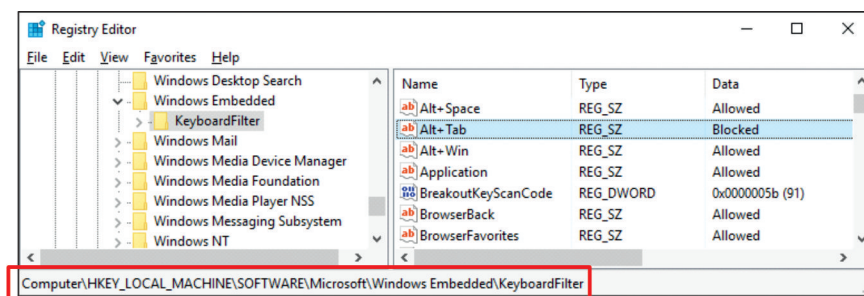 Registry Editor
File Edit View Favorites Help
Windows Desktop Search
Windows Embedded
KeyboardFilter
Windows Mail
Windows Media Device Manager
Windows Media Foundation
Windows Media Player NSS
Windows Messaging Subsystem
Windows NT
Name Type Data
Alt+Space REG_SZ Allowed
Alt+Tab REG_SZ Blocked
Alt+Win REG_SZ Allowed
Application REG_SZ Allowed
BreakoutKeyScanCode REG_DWORD 0x0000005b (91)
BrowserBack REG_SZ Allowed
BrowserFavorites REG_SZ Allowed
Computer\HKEY_LOCAL_MACHINE\SOFTWARE\Microsoft\Windows Embedded\KeyboardFilter